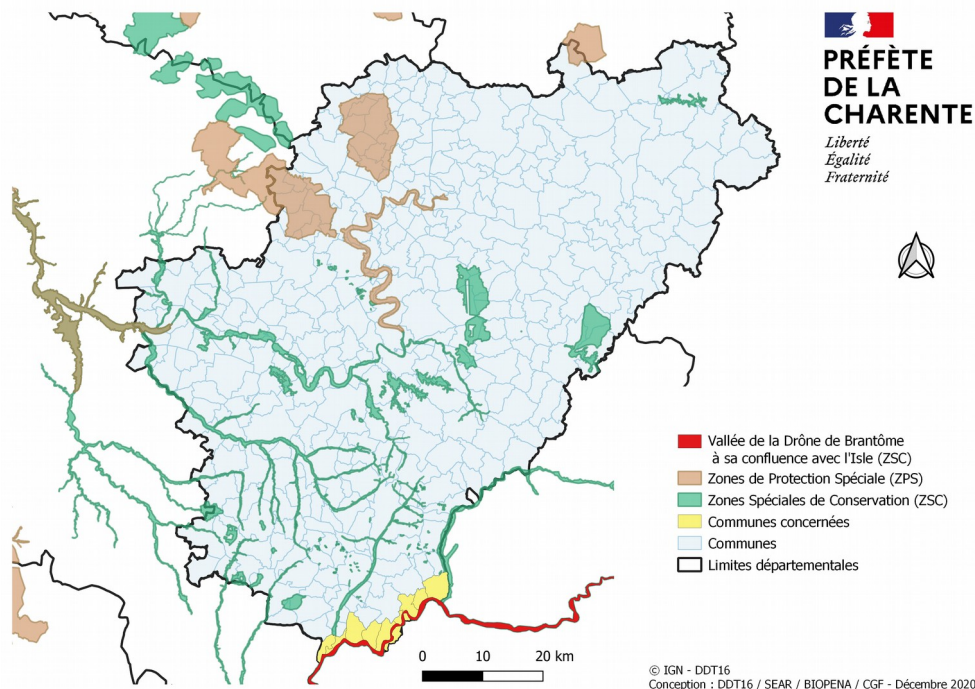 PRÉFÈTE
DE LA
CHARENTE
Liberté
Égalité
Fraternité
Vallée de la Drône de Brantôme
à sa confluence avec l'Isle (ZSC)
Zones de Protection Spéciale (ZPS)
Zones Spéciales de Conservation (ZSC)
Communes concernées
Communes
Limites départementales
0 10 20 km
© IGN - DDT16
Conception : DDT16 / SEAR / BIOPENA / CGF - Décembre 2020